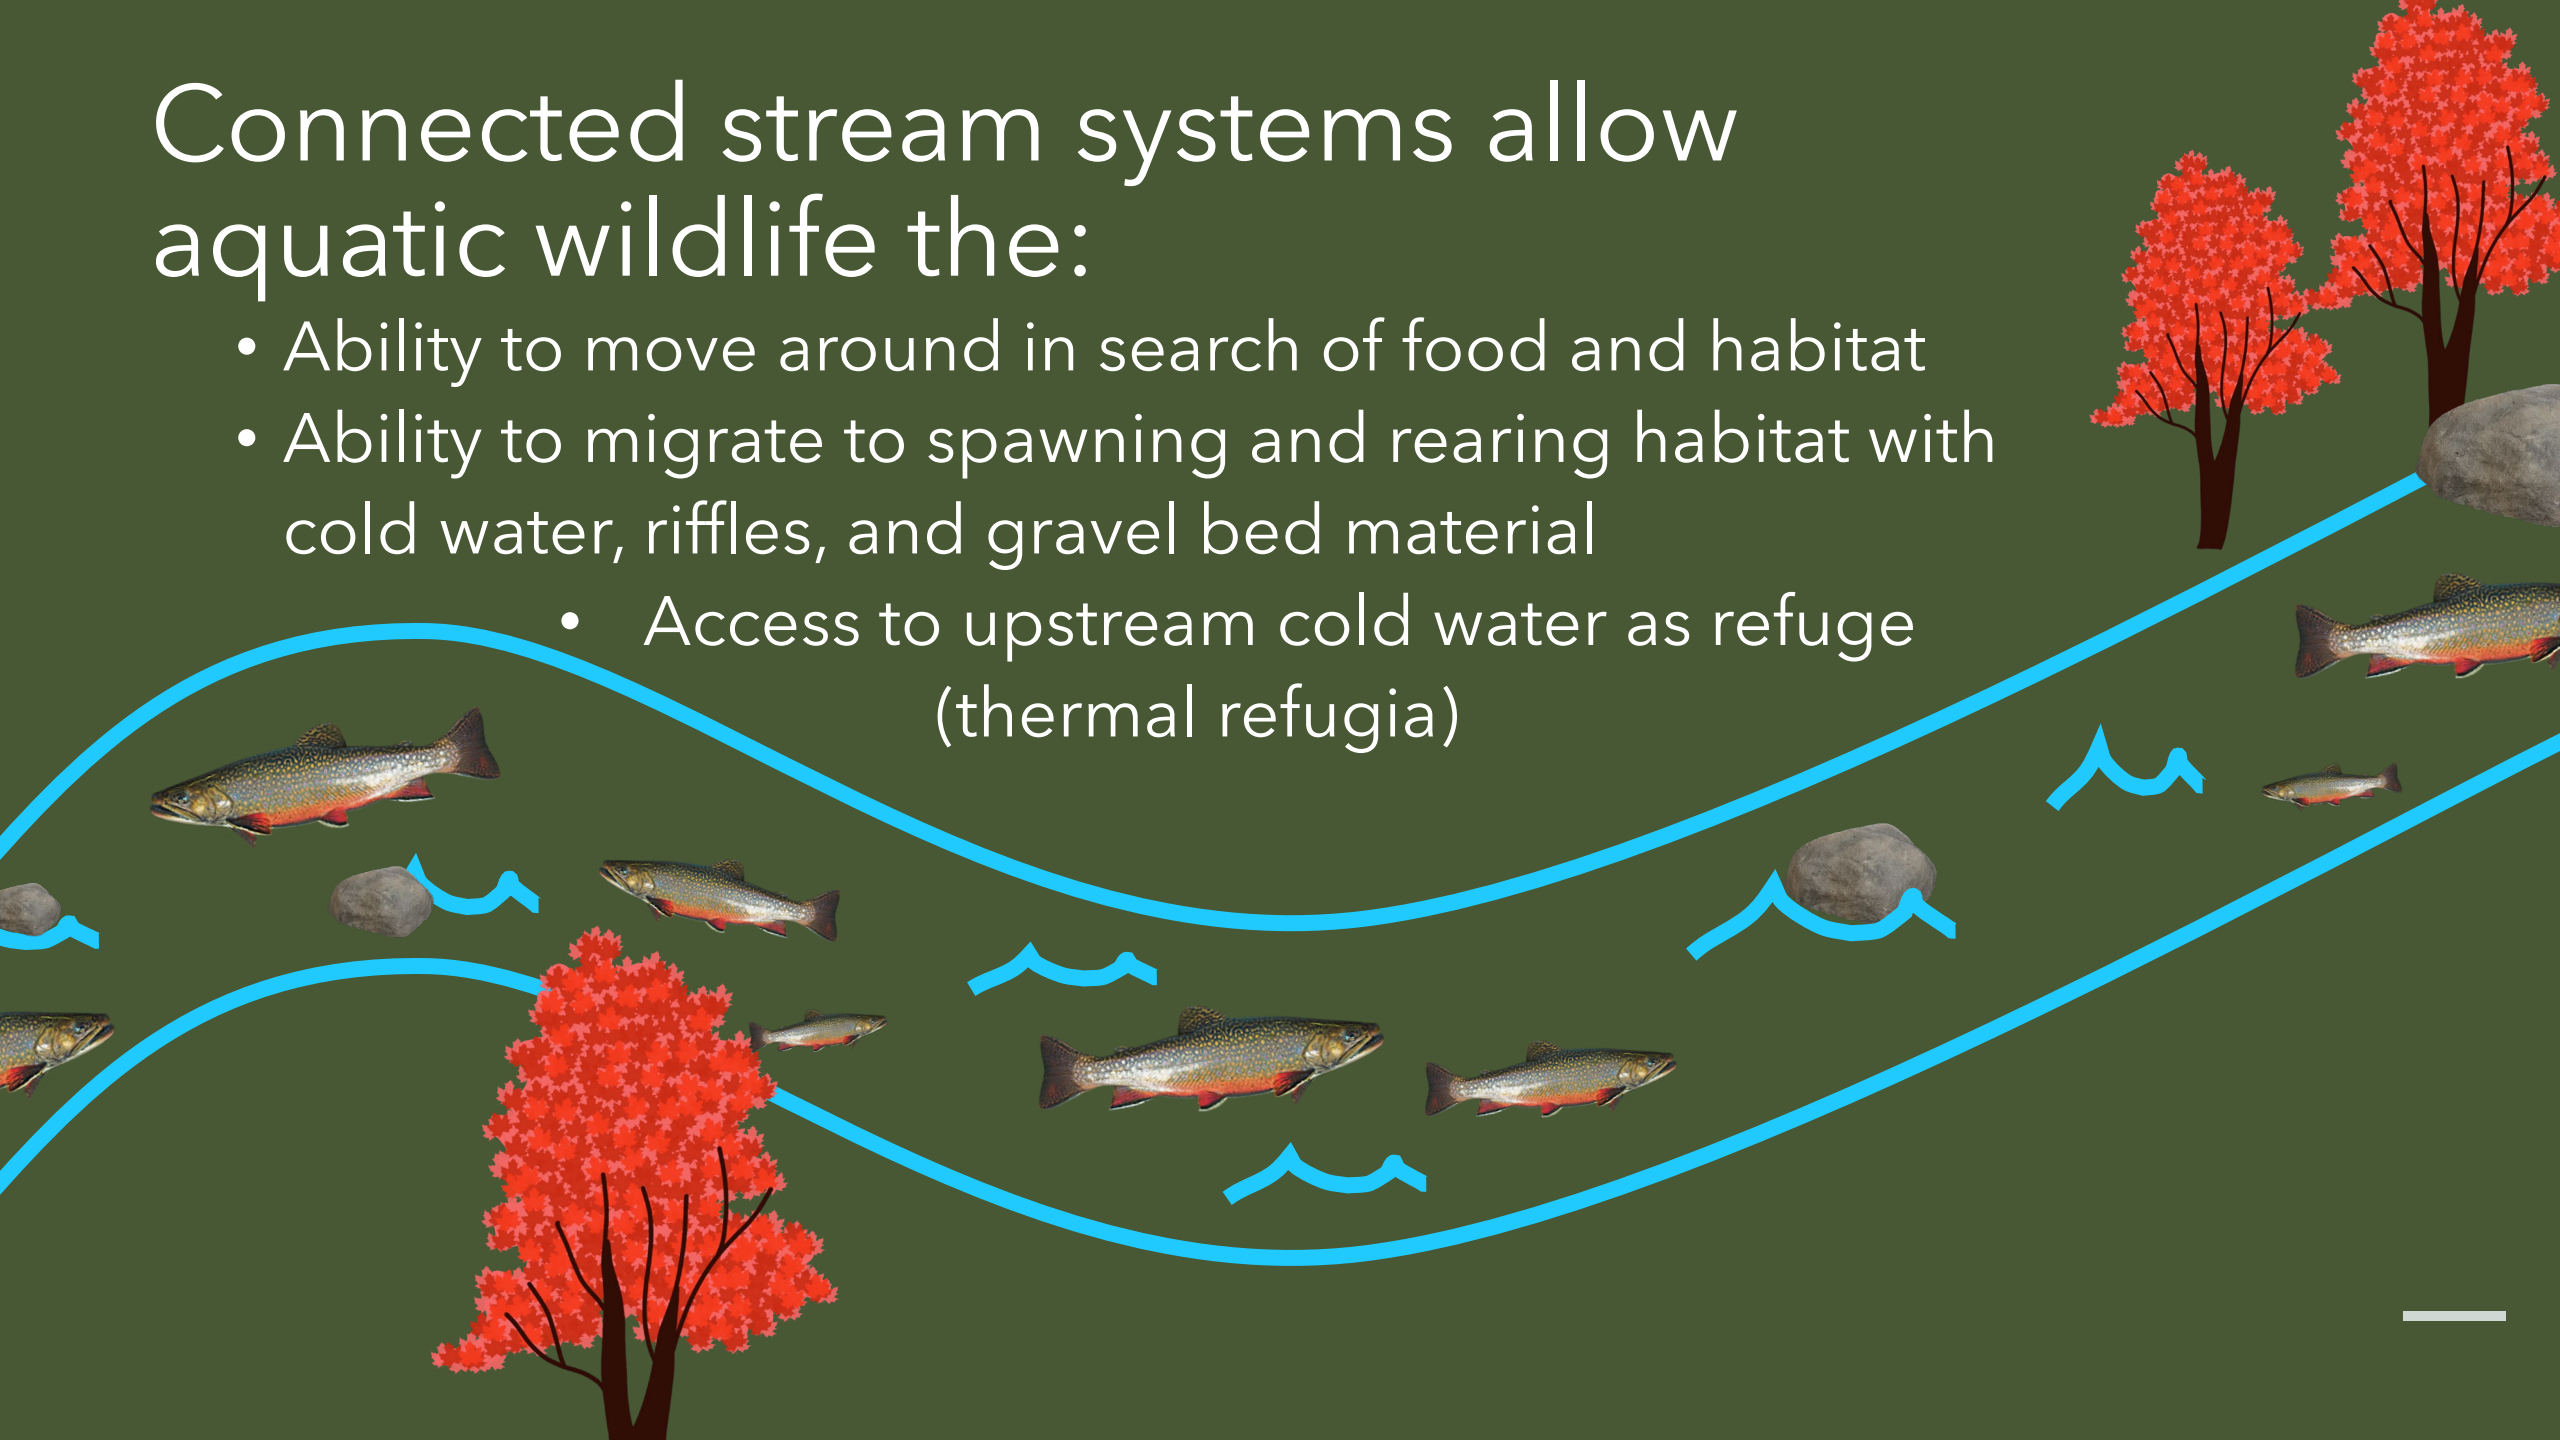 Connected stream systems allow
aquatic wildlife the:
• Ability to move around in search of food and habitat
• Ability to migrate to spawning and rearing habitat with
cold water, riffles, and gravel bed material
• Access to upstream cold water as refuge
(thermal refugia)